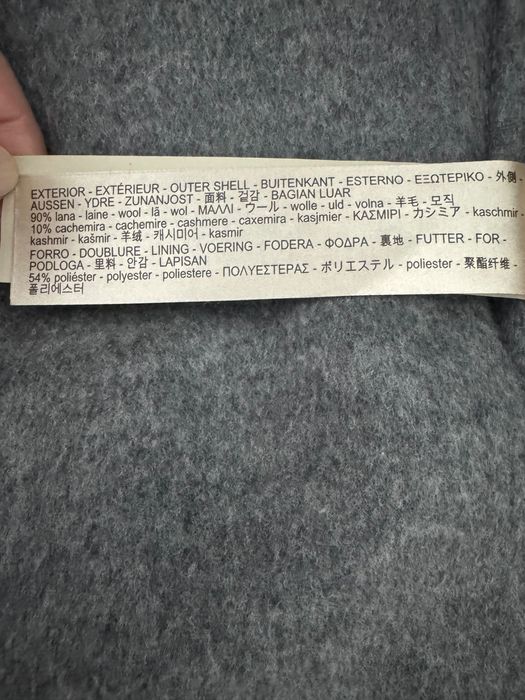 EXTERIOR - EXTÉRIEUR - OUTER SHELL - BUITENKANT - ESTERNO - ΕΞΩΤΕΡΙΚΟ - 外側 -
AUSSEN - YDRE - ZUNANJOST - 面料 - 겉감 - BAGIAN LUAR
90% lana - laine - wool - lã - wol - ΜΑΛΛΙ - ウール - wolle - uld - volna - 羊毛 - 모직
10% cachemira - cachemire - cashmere - caxemira - kasjmier - ΚΑΣΜΙΡΙ - カシミア - kaschmir -
kashmir - kašmir - 羊绒 - 캐시미어 - kasmir
FORRO - DOUBLURE - LINING - VOERING - FODERA - ΦΟΔΡΑ - 裏地 - FUTTER - FOR -
PODLOGA - 里料 - 안감 - LAPISAN
54% poliéster - polyester - poliestere - ΠΟΛΥΕΣΤΕΡΑΣ - ポリエステル - poliester - 聚酯纤维 -
폴리에스터